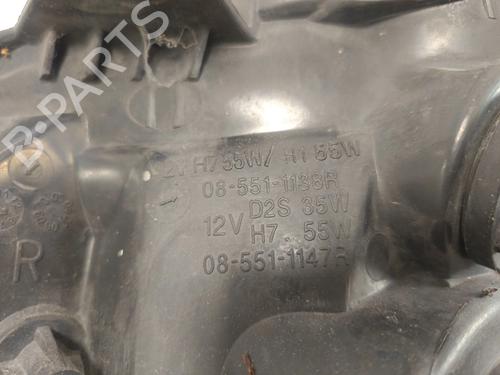 H7 55W/ H1 55W
08-551-1138R
12V D2S 35W
H7 55W
08-551-1147R
R
B-PARTS